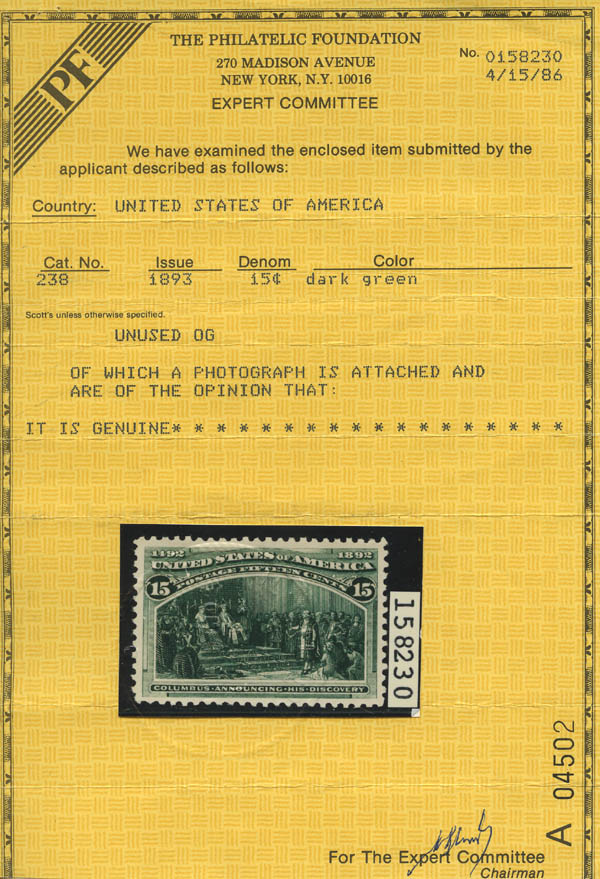 PF
THE PHILATELIC FOUNDATION
270 MADISON AVENUE
NEW YORK, N.Y. 10016
EXPERT COMMITTEE
No. 0158230
4/15/86
We have examined the enclosed item submitted by the
applicant described as follows:
Country: UNITED STATES OF AMERICA
Cat. No. Issue Denom Color
238 1893 15¢ dark green
Scott's unless otherwise specified.
UNUSED OG
OF WHICH A PHOTOGRAPH IS ATTACHED AND
ARE OF THE OPINION THAT:
IT IS GENUINE* * * * * * * * * * * * * * * * * * * * *
1492 1892
UNITED STATES OF AMERICA
POSTAGE FIFTEEN CENTS
15 15
COLUMBUS·ANNOUNCING·HIS·DISCOVERY
158230
A 04502
For The Expert Committee
Chairman